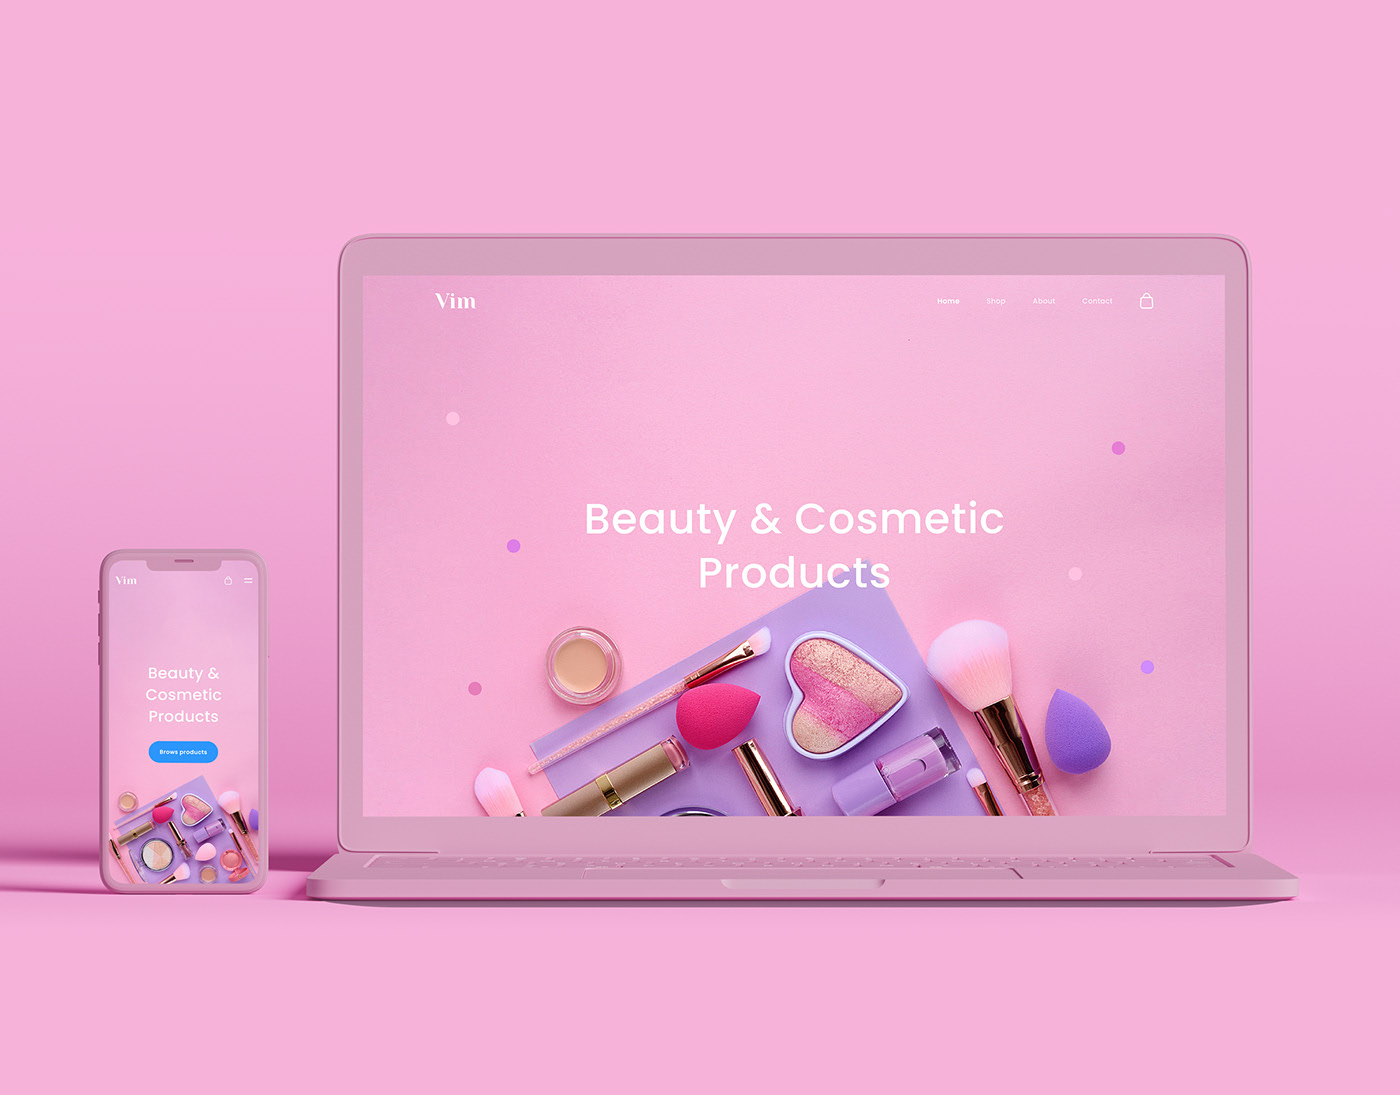 Vim
Home Shop About Contact
Beauty & Cosmetic
Products
Vim
Beauty &
Cosmetic
Products
Brows products